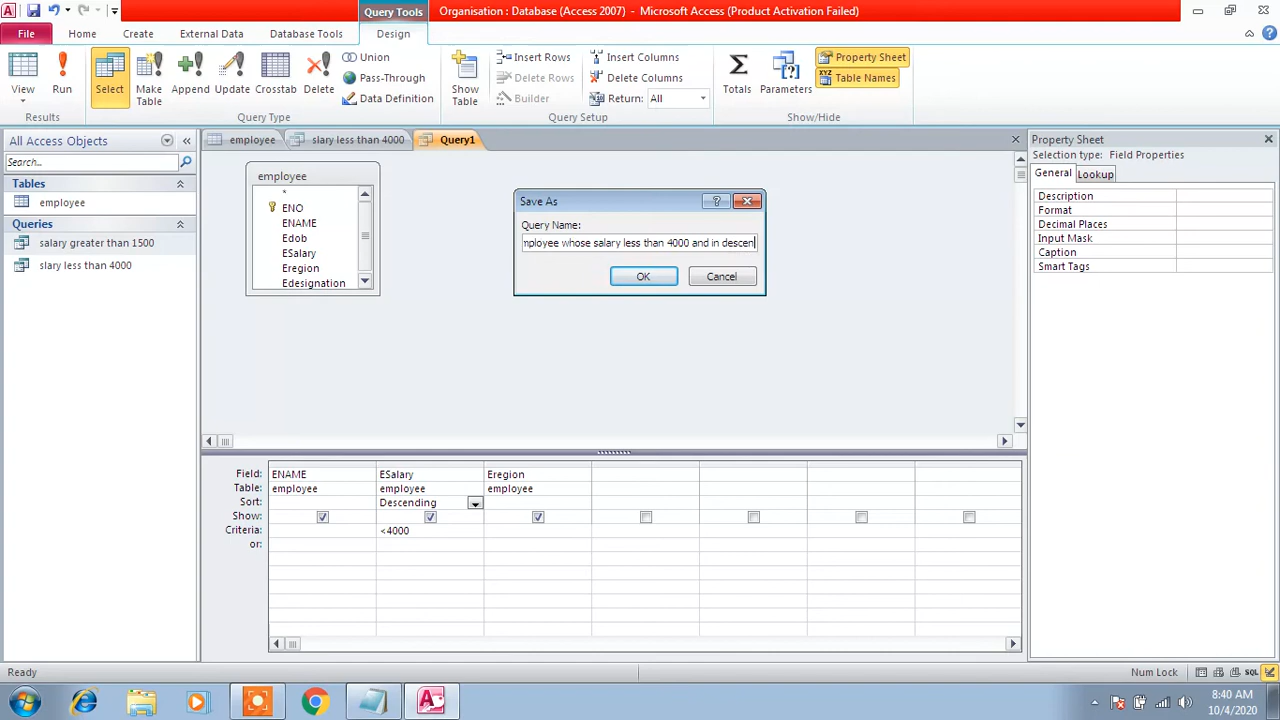 Query Tools
Organisation : Database (Access 2007) - Microsoft Access (Product Activation Failed)
File Home Create External Data Database Tools Design
View
Run
Select
Make Table
Append
Update
Crosstab
Delete
Union
Pass-Through
Data Definition
Show Table
Insert Rows
Delete Rows
Builder
Insert Columns
Delete Columns
Return: All
Totals
Parameters
Property Sheet
Table Names
Results
Query Type
Query Setup
Show/Hide
All Access Objects
Search...
Tables
employee
Queries
salary greater than 1500
slary less than 4000
employee slary less than 4000 Query1
employee
*
ENO
ENAME
Edob
ESalary
Eregion
Edesignation
Save As
Query Name:
mployee whose salary less than 4000 and in descen
OK Cancel
Property Sheet
Selection type: Field Properties
General Lookup
Description
Format
Decimal Places
Input Mask
Caption
Smart Tags
Field: ENAME ESalary Eregion
Table: employee employee employee
Sort: Descending
Show:
Criteria: <4000
or:
Ready Num Lock SQL
8:40 AM
10/4/2020